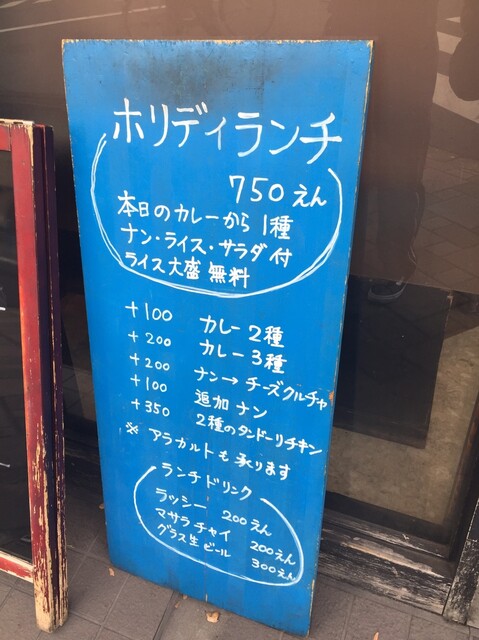 ホリディランチ
750えん
本日のカレーから1種
ナン・ライス・サラダ付
ライス大盛無料
+100 カレー2種
+200 カレー3種
+200 ナン→チーズクルチャ
+100 追加ナン
+350 2種のタンドーリチキン
※ アラカルトも承ります
ランチドリンク
ラッシー 200えん
マサラチャイ 200えん
グラス生ビール 300えん